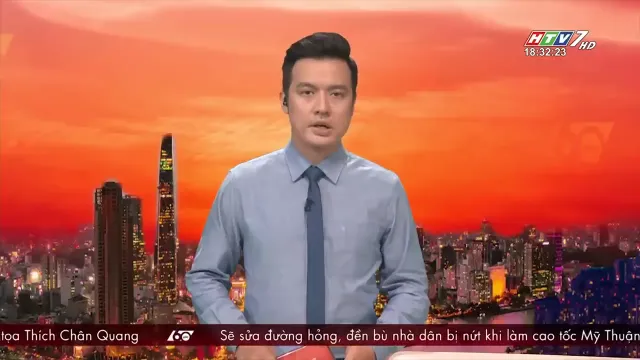 HTV7 HD
18:32:23
tọa Thích Chân Quang 60 Sẽ sửa đường hỏng, đền bù nhà dân bị nứt khi làm cao tốc Mỹ Thuận